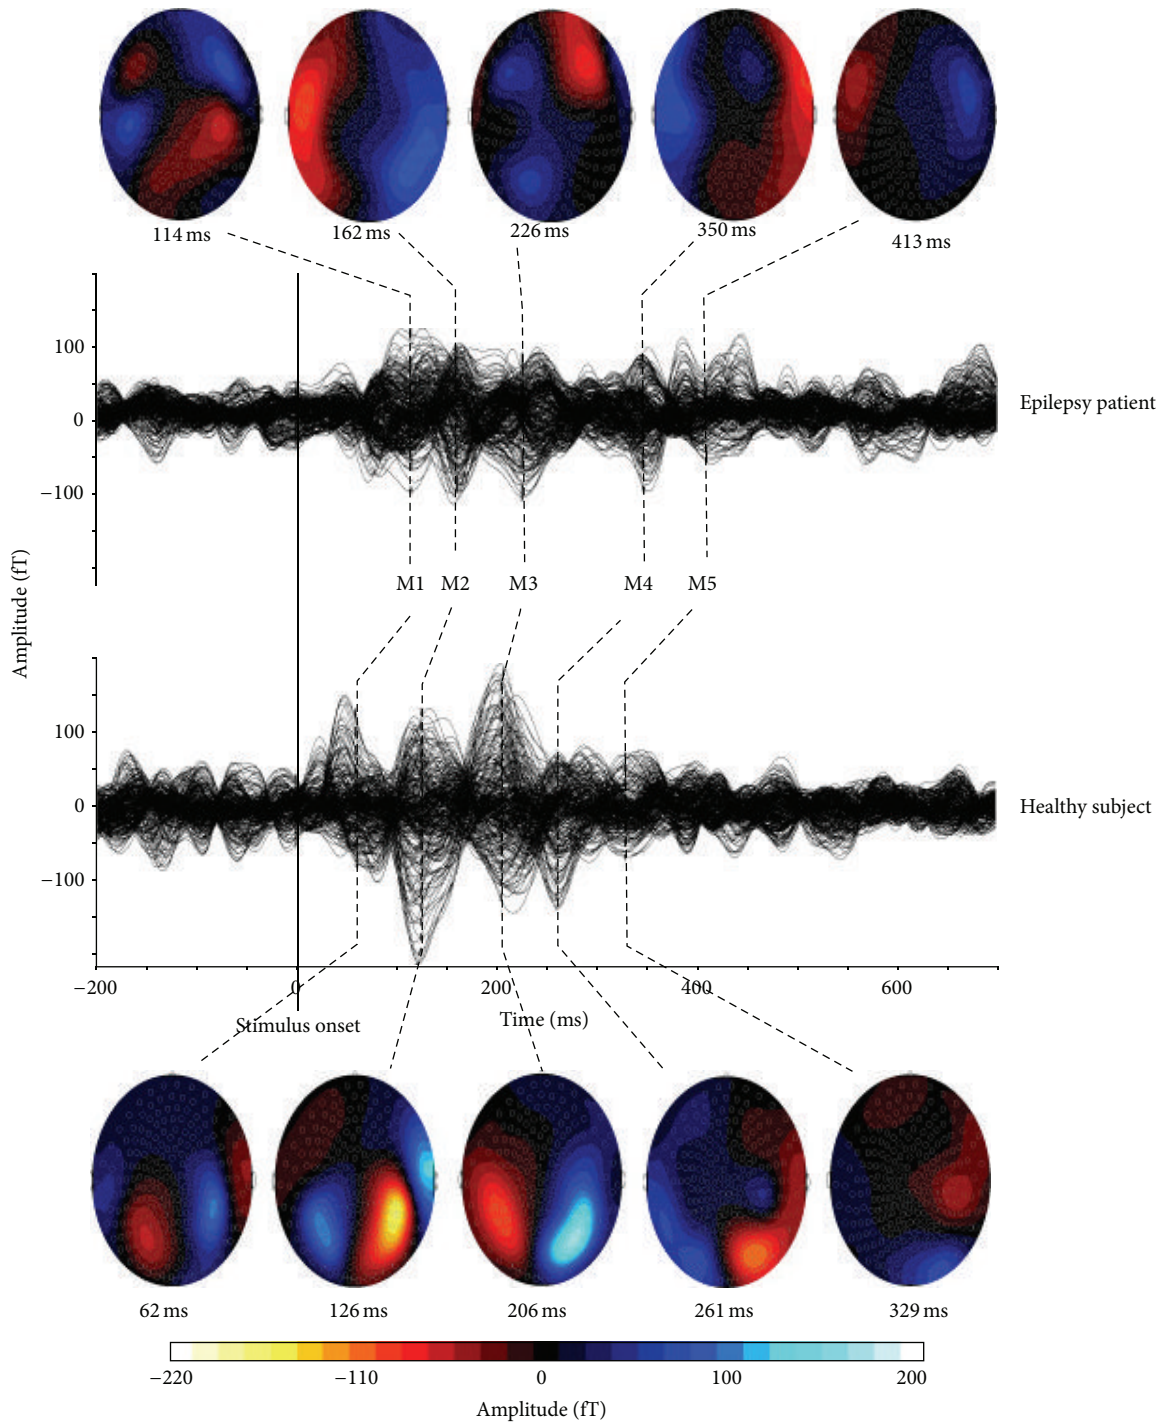 114 ms
162 ms
226 ms
350 ms
413 ms
100
0
−100
Epilepsy patient
M1
M2
M3
M4
M5
Amplitude (fT)
100
0
−100
Healthy subject
−200
0
200
400
600
Stimulus onset
Time (ms)
62 ms
126 ms
206 ms
261 ms
329 ms
−220
−110
0
100
200
Amplitude (fT)